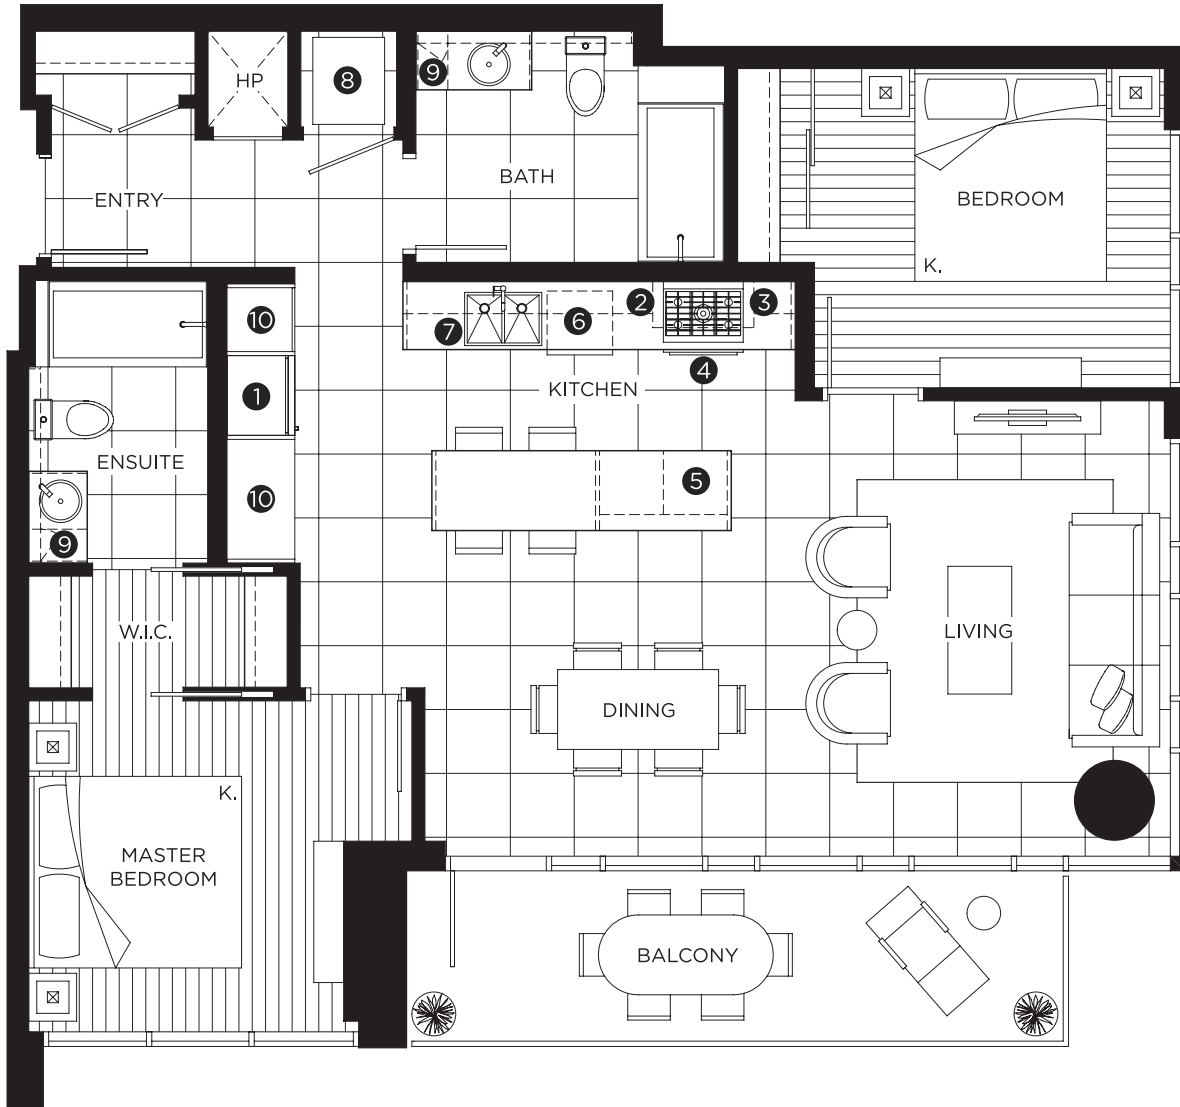 HP
8
9
ENTRY
BATH
BEDROOM
K.
10
7
6
2
3
4
1
KITCHEN
ENSUITE
5
10
9
W.I.C.
LIVING
DINING
K.
MASTER
BEDROOM
BALCONY